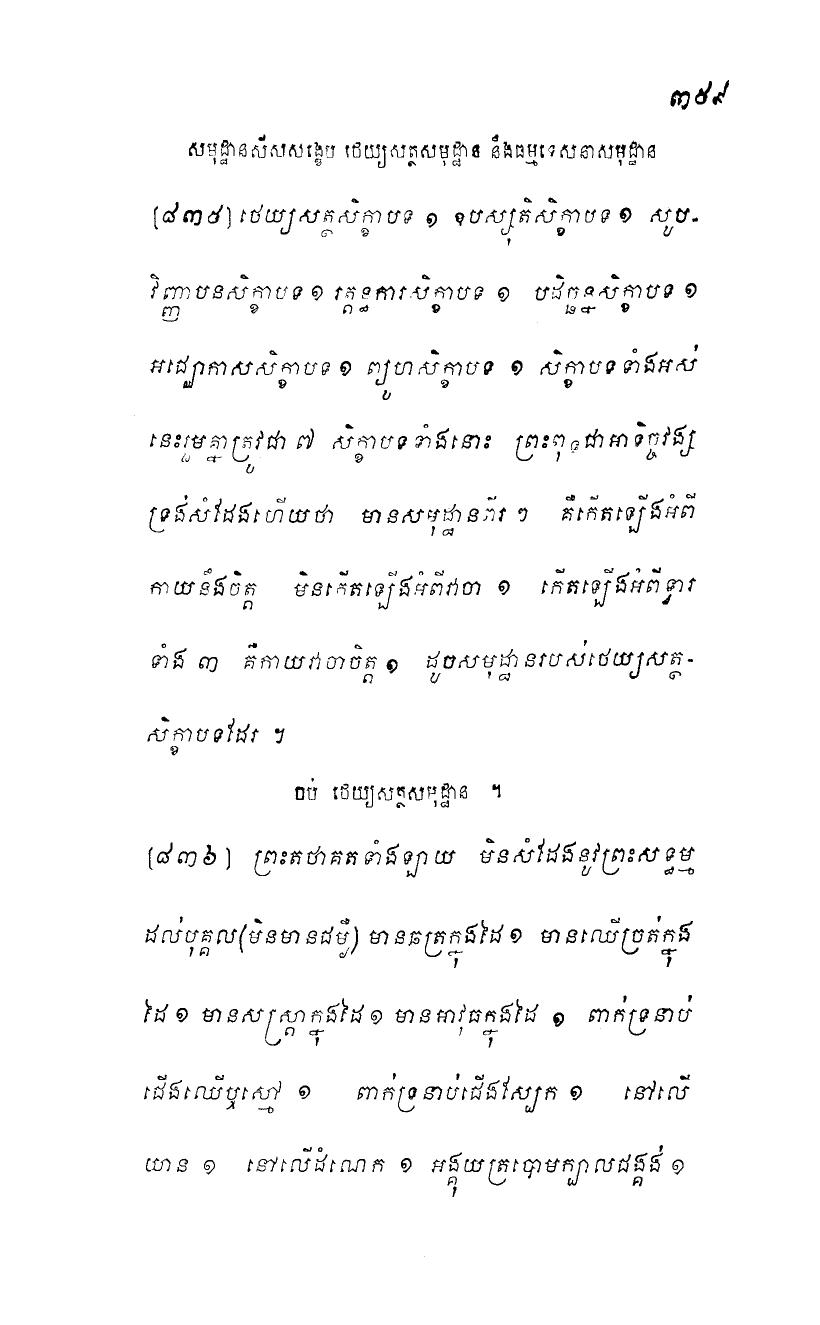 ៣៥៩
សមុដ្ឋានសីសសង្ខេប ថេយ្យសត្ថសមុដ្ឋាន នឹងធម្មទេសនាសមុដ្ឋាន
[៨៣៥] ថេយ្យសត្ថសិក្ខាបទ ១ ឧបស្សុតិសិក្ខាបទ ១ សូប-
វិញ្ញាបនសិក្ខាបទ ១ រត្តន្ធការសិក្ខាបទ ១ បដិច្ឆន្នសិក្ខាបទ ១
អជ្ឈោកាសសិក្ខាបទ ១ ព្យូហសិក្ខាបទ ១ សិក្ខាបទទាំងអស់
នេះរួមគ្នាត្រូវជា ៧ សិក្ខាបទទាំងនោះ ព្រះពុទ្ធជាអាទិច្ចវង្ស
ទ្រង់សំដែងហើយថា មានសមុដ្ឋានពីរៗ គឺកើតឡើងអំពី
កាយនឹងចិត្ត មិនកើតឡើងអំពីវាចា ១ កើតឡើងអំពីទ្វារ
ទាំង ៣ គឺកាយវាចាចិត្ត ១ ដូចសមុដ្ឋានរបស់ថេយ្យសត្ថ-
សិក្ខាបទដែរ ។
ចប់ ថេយ្យសត្ថសមុដ្ឋាន ។
[៨៣៦] ព្រះតថាគតទាំងឡាយ មិនសំដែងនូវព្រះសទ្ធម្ម
ដល់បុគ្គល(មិនមានជម្ងឺ) មានឆត្រក្នុងដៃ ១ មានឈើច្រត់ក្នុង
ដៃ ១ មានសស្ត្រាក្នុងដៃ ១ មានអាវុធក្នុងដៃ ១ ពាក់ទ្រនាប់
ជើងឈើឬស្មៅ ១ ពាក់ទ្រនាប់ជើងស្បែក ១ នៅលើ
យាន ១ នៅលើដំណេក ១ អង្គុយត្របោមក្បាលជង្គង់ ១